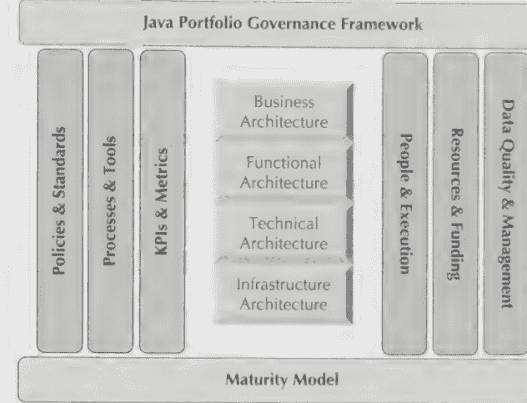 Java Portfolio Governance Framework
Policies & Standards
Processes & Tools
KPIs & Metrics
Business
Architecture
Functional
Architecture
Technical
Architecture
Infrastructure
Architecture
People & Execution
Resources & Funding
Data Quality & Management
Maturity Model